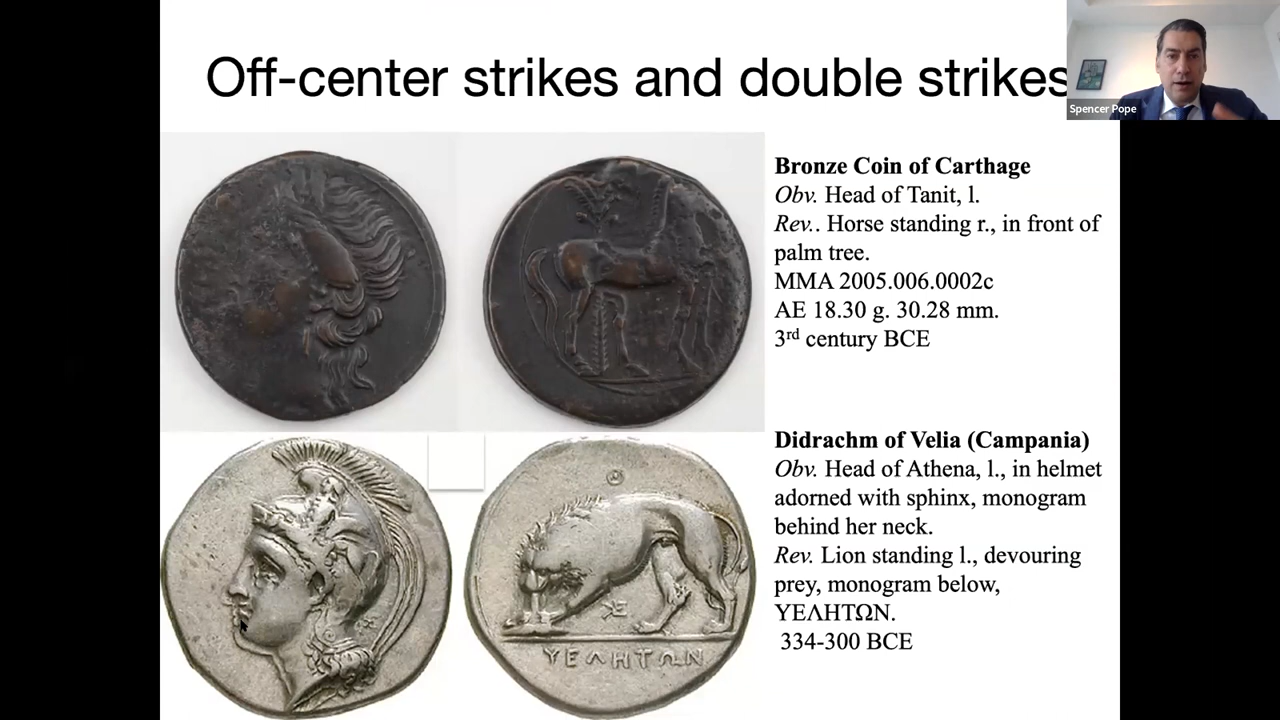 Off-center strikes and double strikes
Spencer Pope
Bronze Coin of Carthage
Obv. Head of Tanit, l.
Rev.. Horse standing r., in front of
palm tree.
MMA 2005.006.0002c
AE 18.30 g. 30.28 mm.
3rd century BCE
Didrachm of Velia (Campania)
Obv. Head of Athena, l., in helmet
adorned with sphinx, monogram
behind her neck.
Rev. Lion standing l., devouring
prey, monogram below,
ΥΕΛΗΤΩΝ.
334-300 BCE
ΥΕΛΗΤΩΝ